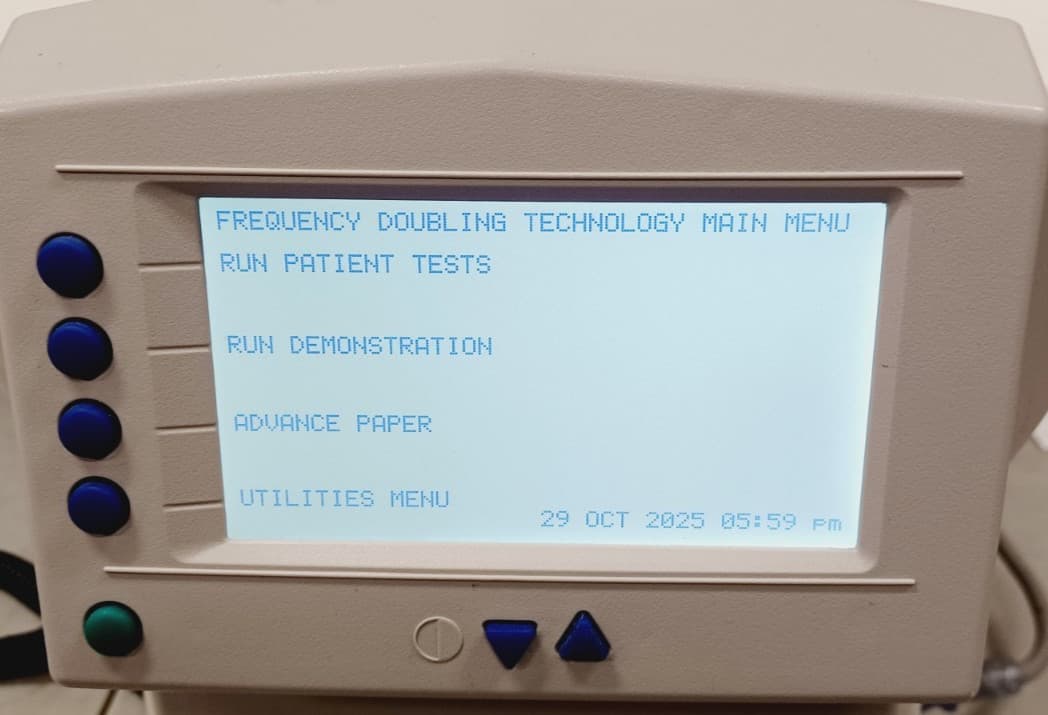 FREQUENCY DOUBLING TECHNOLOGY MAIN MENU
RUN PATIENT TESTS
RUN DEMONSTRATION
ADVANCE PAPER
UTILITIES MENU
29 OCT 2025 05:59 pm